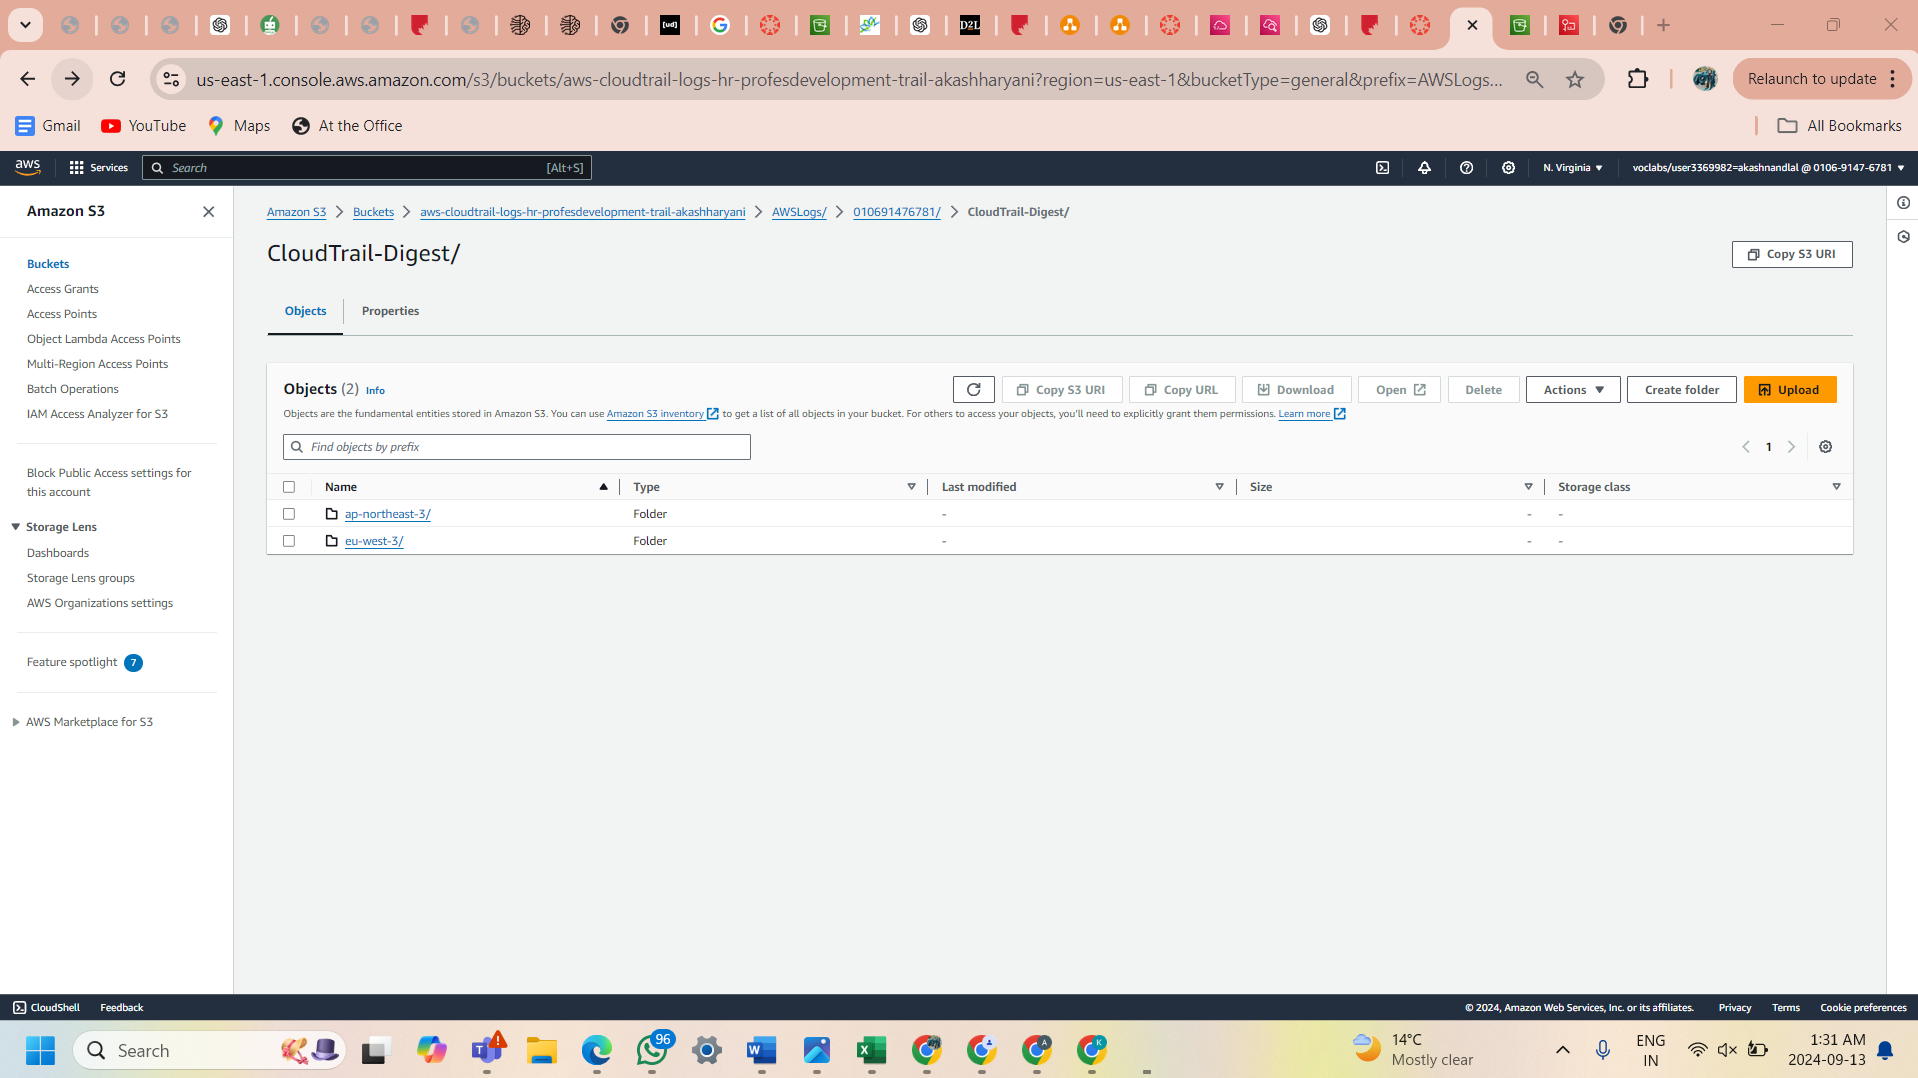 us-east-1.console.aws.amazon.com/s3/buckets/aws-cloudtrail-logs-hr-profesdevelopment-trail-akashharyani?region=us-east-1&bucketType=general&prefix=AWSLogs...
Relaunch to update
Gmail
YouTube
Maps
At the Office
All Bookmarks
aws
Services
Search
[Alt+S]
N. Virginia
voclabs/user3369982=akashnandlal @ 0106-9147-6781
Amazon S3
Buckets
Access Grants
Access Points
Object Lambda Access Points
Multi-Region Access Points
Batch Operations
IAM Access Analyzer for S3
Block Public Access settings for
this account
Storage Lens
Dashboards
Storage Lens groups
AWS Organizations settings
Feature spotlight 7
AWS Marketplace for S3
Amazon S3 > Buckets > aws-cloudtrail-logs-hr-profesdevelopment-trail-akashharyani > AWSLogs/ > 010691476781/ > CloudTrail-Digest/
CloudTrail-Digest/
Copy S3 URI
Objects
Properties
Objects (2) Info
Copy S3 URI
Copy URL
Download
Open
Delete
Actions
Create folder
Upload
Objects are the fundamental entities stored in Amazon S3. You can use Amazon S3 inventory to get a list of all objects in your bucket. For others to access your objects, you'll need to explicitly grant them permissions. Learn more
Find objects by prefix
1
Name Type Last modified Size Storage class
ap-northeast-3/ Folder - - -
eu-west-3/ Folder - - -
CloudShell
Feedback
© 2024, Amazon Web Services, Inc. or its affiliates.
Privacy
Terms
Cookie preferences
Search
96
14°C
Mostly clear
ENG
IN
1:31 AM
2024-09-13
[ud]
D2L